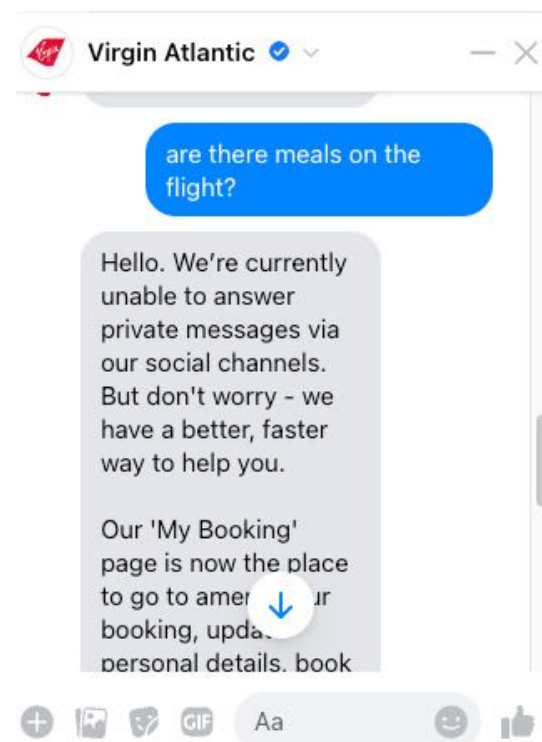 Virgin Atlantic
are there meals on the
flight?
Hello. We're currently
unable to answer
private messages via
our social channels.
But don't worry - we
have a better, faster
way to help you.
Our 'My Booking'
page is now the place
to go to
booking,
personal details, book
GIF
Aa